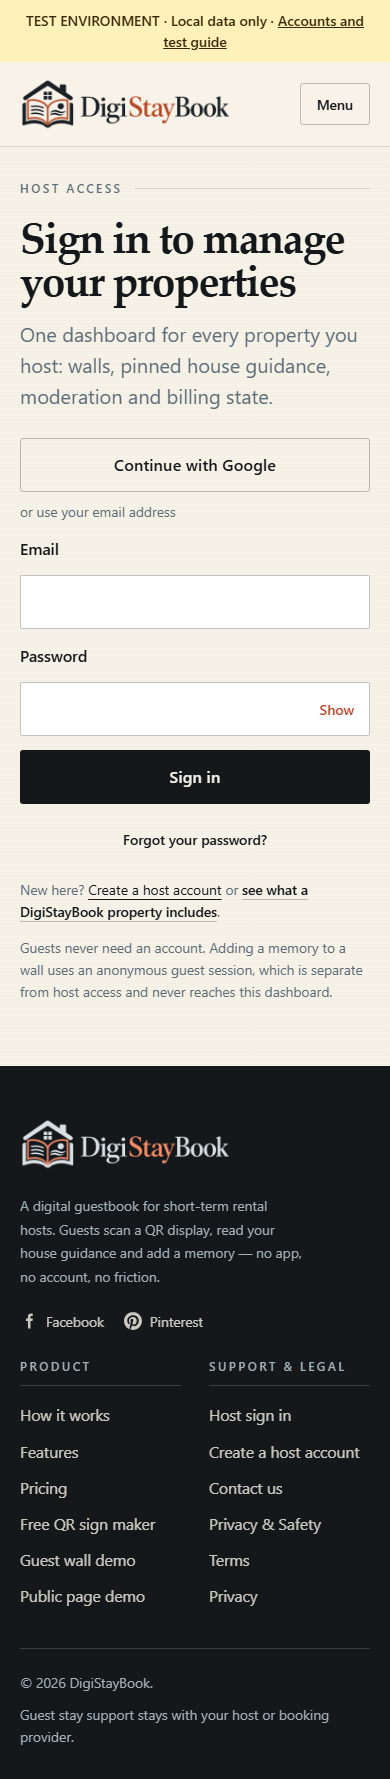 TEST ENVIRONMENT · Local data only · Accounts and
test guide
DigiStayBook
Menu
HOST ACCESS
Sign in to manage
your properties
One dashboard for every property you
host: walls, pinned house guidance,
moderation and billing state.
Continue with Google
or use your email address
Email
Password
Show
Sign in
Forgot your password?
New here? Create a host account or see what a
DigiStayBook property includes.
Guests never need an account. Adding a memory to a
wall uses an anonymous guest session, which is separate
from host access and never reaches this dashboard.
DigiStayBook
A digital guestbook for short-term rental
hosts. Guests scan a QR display, read your
house guidance and add a memory — no app,
no account, no friction.
Facebook
Pinterest
PRODUCT
How it works
Features
Pricing
Free QR sign maker
Guest wall demo
Public page demo
SUPPORT & LEGAL
Host sign in
Create a host account
Contact us
Privacy & Safety
Terms
Privacy
© 2026 DigiStayBook.
Guest stay support stays with your host or booking
provider.